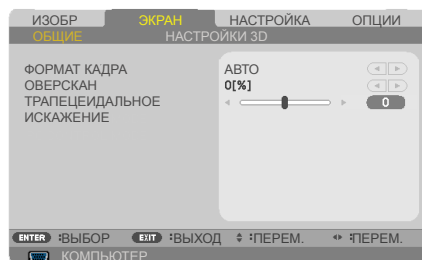 ИЗОБР ЭКРАН НАСТРОЙКА ОПЦИИ
ОБЩИЕ НАСТРОЙКИ 3D
ФОРМАТ КАДРА АВТО
ОВЕРСКАН 0[%]
ТРАПЕЦЕИДАЛЬНОЕ 0
ИСКАЖЕНИЕ
ENTER :ВЫБОР EXIT :ВЫХОД :ПЕРЕМ. :ПЕРЕМ.
КОМПЬЮТЕР